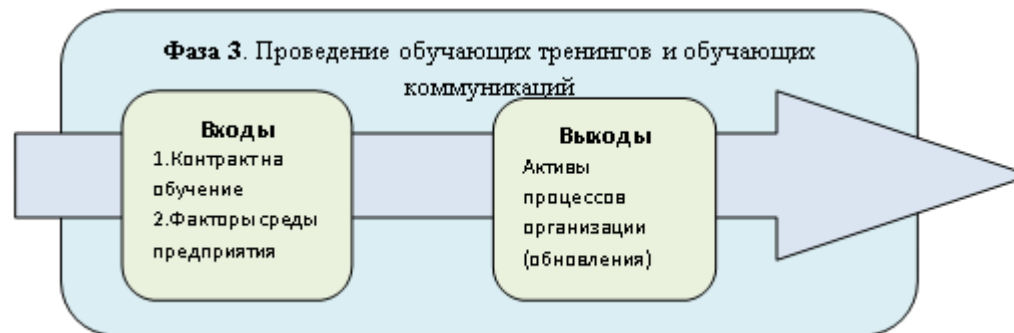 Фаза 3. Проведение обучающих тренингов и обучающих
коммуникаций
Входы
1.Контракт на
обучение
2.Факторы среды
предприятия
Выходы
Активы
процессов
организации
(обновления)